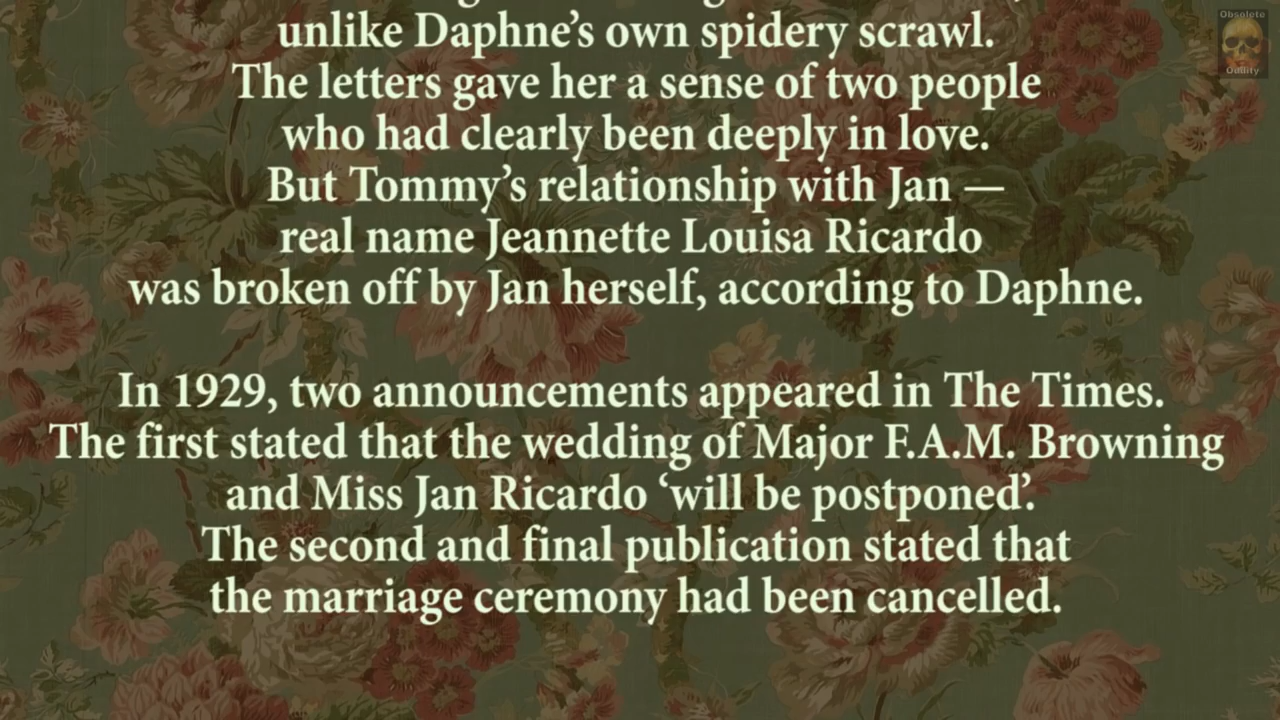 unlike Daphne’s own spidery scrawl.
The letters gave her a sense of two people
who had clearly been deeply in love.
But Tommy’s relationship with Jan —
real name Jeannette Louisa Ricardo
was broken off by Jan herself, according to Daphne.
In 1929, two announcements appeared in The Times.
The first stated that the wedding of Major F.A.M. Browning
and Miss Jan Ricardo ‘will be postponed’.
The second and final publication stated that
the marriage ceremony had been cancelled.
Obsolete
Oddity